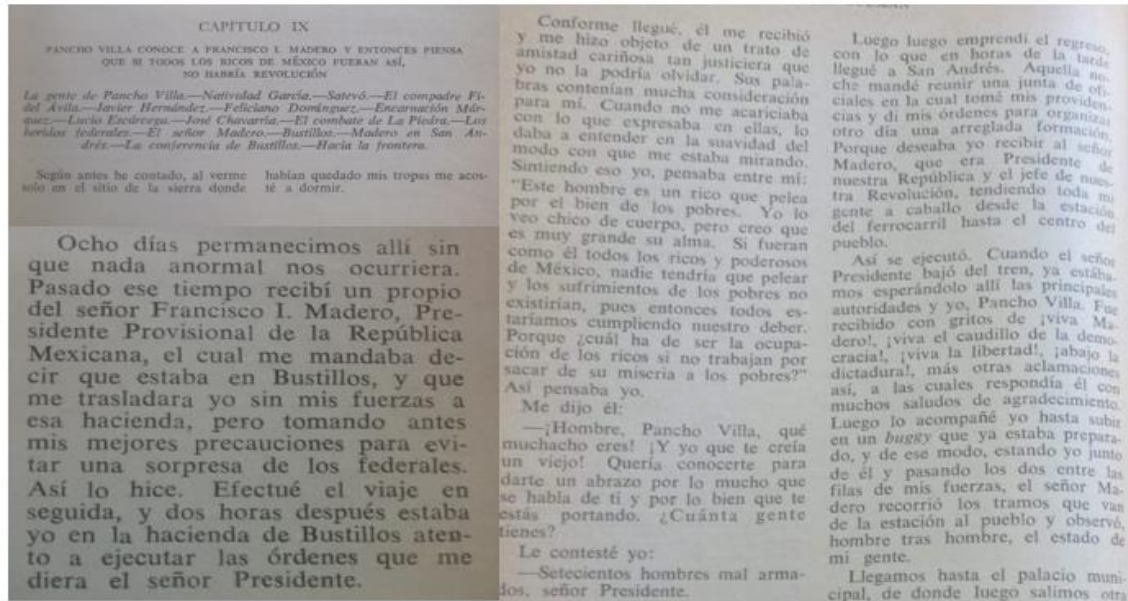 CAPÍTULO IX
PANCHO VILLA CONOCE A FRANCISCO I. MADERO Y ENTONCES PIENSA
QUE SI TODOS LOS RICOS DE MÉXICO FUERAN ASÍ,
NO HABRÍA REVOLUCIÓN
La gente de Pancho Villa.—Natividad García.—Satevó.—El compadre Fi-
del Ávila.—Javier Hernández.—Feliciano Domínguez.—Encarnación Már-
quez.—Lucio Escárcega.—José Chavarría.—El combate de La Piedra.—Los
heridos federales.—El señor Madero.—Bustillos.—Madero en San An-
drés.—La conferencia de Bustillos.—Hacia la frontera.
Según antes he contado, al verme
solo en el sitio de la sierra donde
habían quedado mis tropas me acos-
té a dormir.
Ocho días permanecimos allí sin
que nada anormal nos ocurriera.
Pasado ese tiempo recibí un propio
del señor Francisco I. Madero, Pre-
sidente Provisional de la República
Mexicana, el cual me mandaba de-
cir que estaba en Bustillos, y que
me trasladara yo sin mis fuerzas a
esa hacienda, pero tomando antes
mis mejores precauciones para evi-
tar una sorpresa de los federales.
Así lo hice. Efectué el viaje en
seguida, y dos horas después estaba
yo en la hacienda de Bustillos aten-
to a ejecutar las órdenes que me
diera el señor Presidente.
Conforme llegué, él me recibió
y me hizo objeto de un trato de
amistad cariñosa tan justiciera que
yo no la podría olvidar. Sus pala-
bras contenían mucha consideración
para mí. Cuando no me acariciaba
con lo que expresaba en ellas, lo
daba a entender en la suavidad del
modo con que me estaba mirando.
Sintiendo eso yo, pensaba entre mí:
"Este hombre es un rico que pelea
por el bien de los pobres. Yo lo
veo chico de cuerpo, pero creo que
es muy grande su alma. Si fueran
como él todos los ricos y poderosos
de México, nadie tendría que pelear
y los sufrimientos de los pobres no
existirían, pues entonces todos es-
taríamos cumpliendo nuestro deber.
Porque ¿cuál ha de ser la ocupa-
ción de los ricos si no trabajan por
sacar de su miseria a los pobres?"
Así pensaba yo.
Me dijo él:
—¡Hombre, Pancho Villa, qué
muchacho eres! ¡Y yo que te creía
un viejo! Quería conocerte para
darte un abrazo por lo mucho que
se habla de ti y por lo bien que te
estás portando. ¿Cuánta gente
tienes?
Le contesté yo:
—Setecientos hombres mal arma-
dos, señor Presidente.
Luego luego emprendí el regreso,
con lo que en horas de la tarde
llegué a San Andrés. Aquella no-
che mandé reunir una junta de ofi-
ciales en la cual tomé mis providen-
cias y di mis órdenes para organizar
otro día una arreglada formación.
Porque deseaba yo recibir al señor
Madero, que era Presidente de
nuestra República y el jefe de nues-
tra Revolución, tendiendo toda mi
gente a caballo desde la estación
del ferrocarril hasta el centro del
pueblo.
Así se ejecutó. Cuando el señor
Presidente bajó del tren, ya estába-
mos esperándolo allí las principales
autoridades y yo, Pancho Villa. Fue
recibido con gritos de ¡viva Ma-
dero!, ¡viva el caudillo de la demo-
cracia!, ¡viva la libertad!, ¡abajo la
dictadura!, más otras aclamaciones
así, a las cuales respondía él con
muchos saludos de agradecimiento.
Luego lo acompañé yo hasta subir
en un buggy que ya estaba prepara-
do, y de ese modo, estando yo junto
de él y pasando los dos entre las
filas de mis fuerzas, el señor Ma-
dero recorrió los tramos que van
de la estación al pueblo y observó,
hombre tras hombre, el estado de
mi gente.
Llegamos hasta el palacio muni-
cipal, de donde luego salimos otra